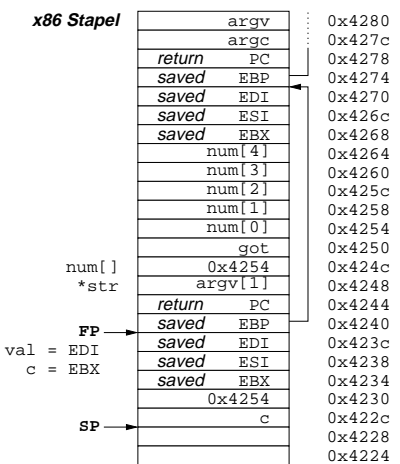 x86 Stapel
argv 0x4280
argc 0x427c
return PC 0x4278
saved EBP 0x4274
saved EDI 0x4270
saved ESI 0x426c
saved EBX 0x4268
num[4] 0x4264
num[3] 0x4260
num[2] 0x425c
num[1] 0x4258
num[0] 0x4254
got 0x4250
num[] 0x4254 0x424c
*str argv[1] 0x4248
return PC 0x4244
FP saved EBP 0x4240
val = EDI saved EDI 0x423c
c = EBX saved ESI 0x4238
saved EBX 0x4234
0x4254 0x4230
SP c 0x422c
0x4228
0x4224